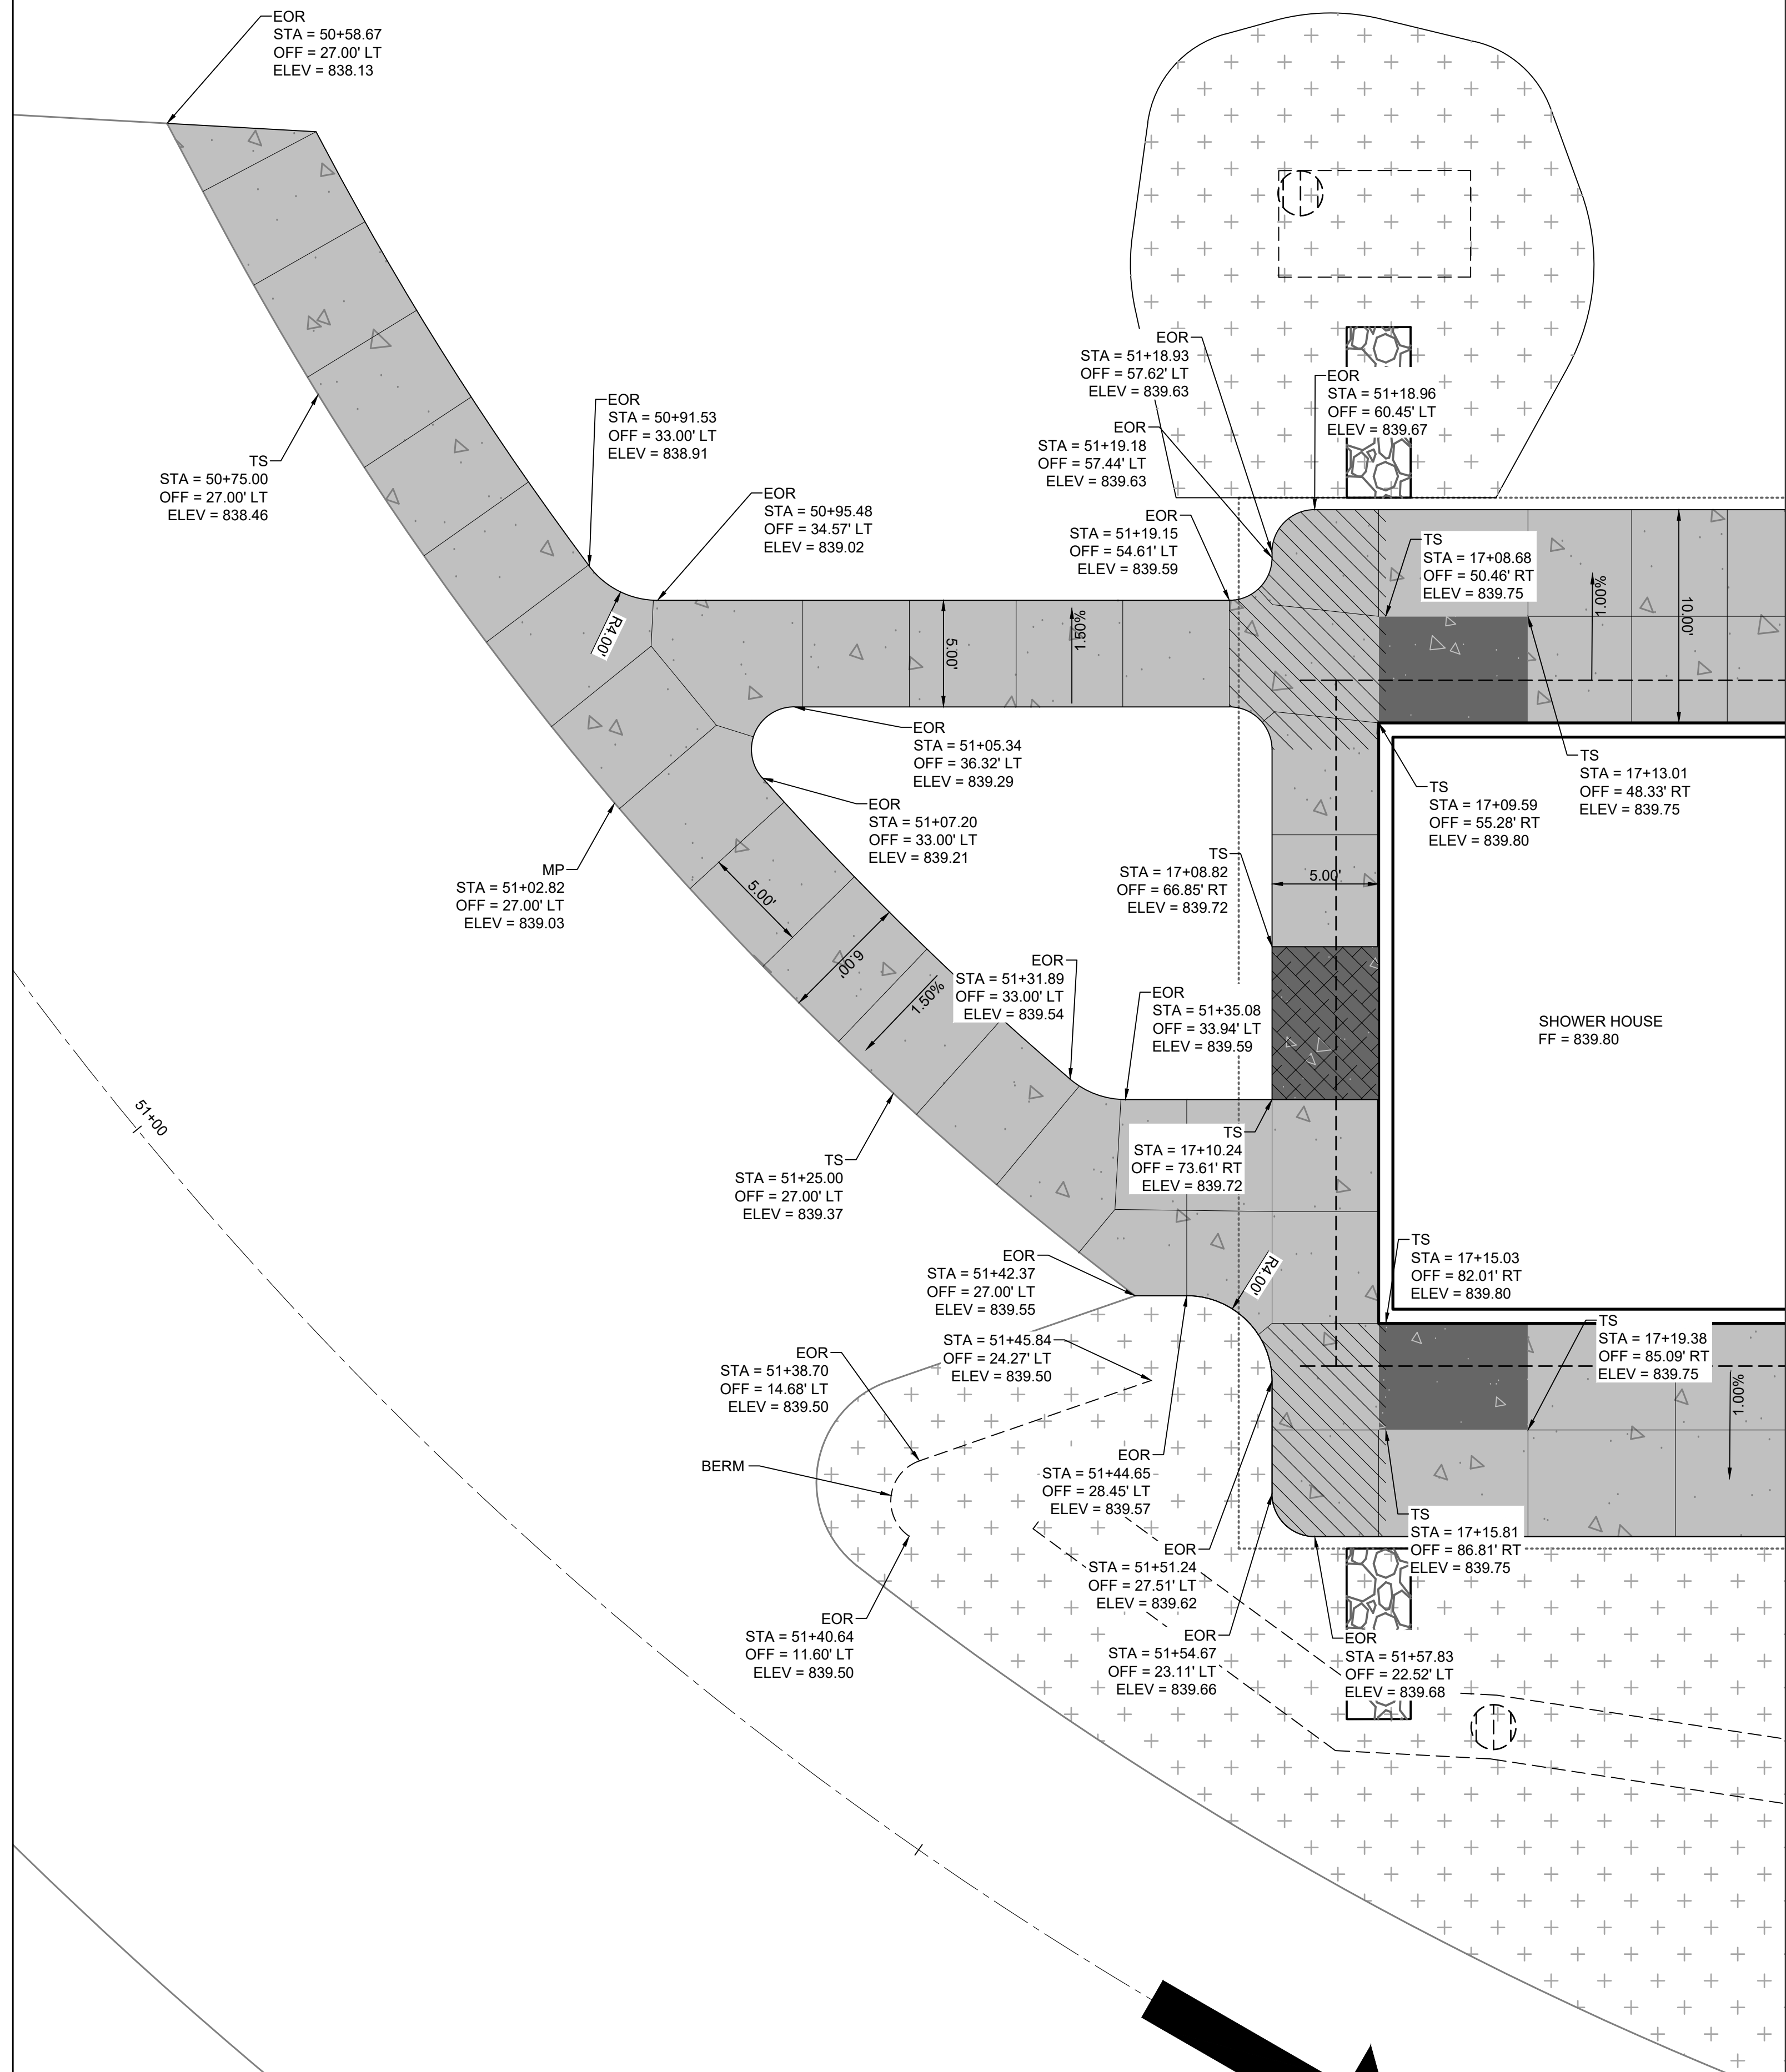 EOR
STA = 50+58.67
OFF = 27.00' LT
ELEV = 838.13
EOR
STA = 51+18.93
OFF = 57.62' LT
ELEV = 839.63
EOR
STA = 51+18.96
OFF = 60.45' LT
ELEV = 839.67
EOR
STA = 50+91.53
OFF = 33.00' LT
ELEV = 838.91
EOR
STA = 51+19.18
OFF = 57.44' LT
ELEV = 839.63
TS
STA = 50+75.00
OFF = 27.00' LT
ELEV = 838.46
EOR
STA = 50+95.48
OFF = 34.57' LT
ELEV = 839.02
EOR
STA = 51+19.15
OFF = 54.61' LT
ELEV = 839.59
TS
STA = 17+08.68
OFF = 50.46' RT
ELEV = 839.75
1.00%
10.00'
R4.00'
5.00'
1.50%
EOR
STA = 51+05.34
OFF = 36.32' LT
ELEV = 839.29
TS
STA = 17+13.01
OFF = 48.33' RT
ELEV = 839.75
TS
STA = 17+09.59
OFF = 55.28' RT
ELEV = 839.80
EOR
STA = 51+07.20
OFF = 33.00' LT
ELEV = 839.21
MP
STA = 51+02.82
OFF = 27.00' LT
ELEV = 839.03
TS
STA = 17+08.82
OFF = 66.85' RT
ELEV = 839.72
5.00'
5.00'
6.00'
1.50%
EOR
STA = 51+31.89
OFF = 33.00' LT
ELEV = 839.54
EOR
STA = 51+35.08
OFF = 33.94' LT
ELEV = 839.59
SHOWER HOUSE
FF = 839.80
51+00
TS
STA = 17+10.24
OFF = 73.61' RT
ELEV = 839.72
TS
STA = 51+25.00
OFF = 27.00' LT
ELEV = 839.37
EOR
STA = 51+42.37
OFF = 27.00' LT
ELEV = 839.55
R4.00'
TS
STA = 17+15.03
OFF = 82.01' RT
ELEV = 839.80
STA = 51+45.84
OFF = 24.27' LT
ELEV = 839.50
TS
STA = 17+19.38
OFF = 85.09' RT
ELEV = 839.75
EOR
STA = 51+38.70
OFF = 14.68' LT
ELEV = 839.50
1.00%
BERM
EOR
STA = 51+44.65
OFF = 28.45' LT
ELEV = 839.57
TS
STA = 17+15.81
OFF = 86.81' RT
ELEV = 839.75
EOR
STA = 51+51.24
OFF = 27.51' LT
ELEV = 839.62
EOR
STA = 51+40.64
OFF = 11.60' LT
ELEV = 839.50
EOR
STA = 51+54.67
OFF = 23.11' LT
ELEV = 839.66
EOR
STA = 51+57.83
OFF = 22.52' LT
ELEV = 839.68